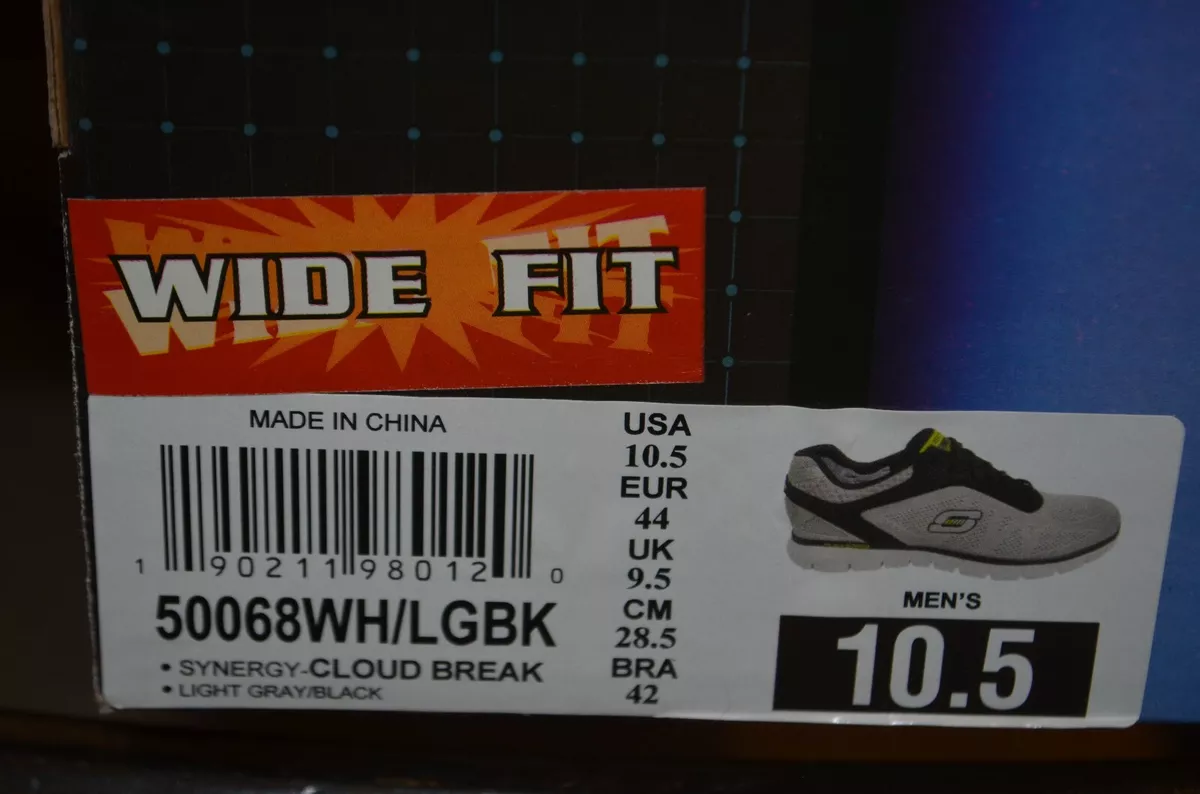 WIDE FIT
MADE IN CHINA
1 90211 98012 0
50068WH/LGBK
• SYNERGY-CLOUD BREAK
• LIGHT GRAY/BLACK
USA
10.5
EUR
44
UK
9.5
CM
28.5
BRA
42
MEN'S
10.5